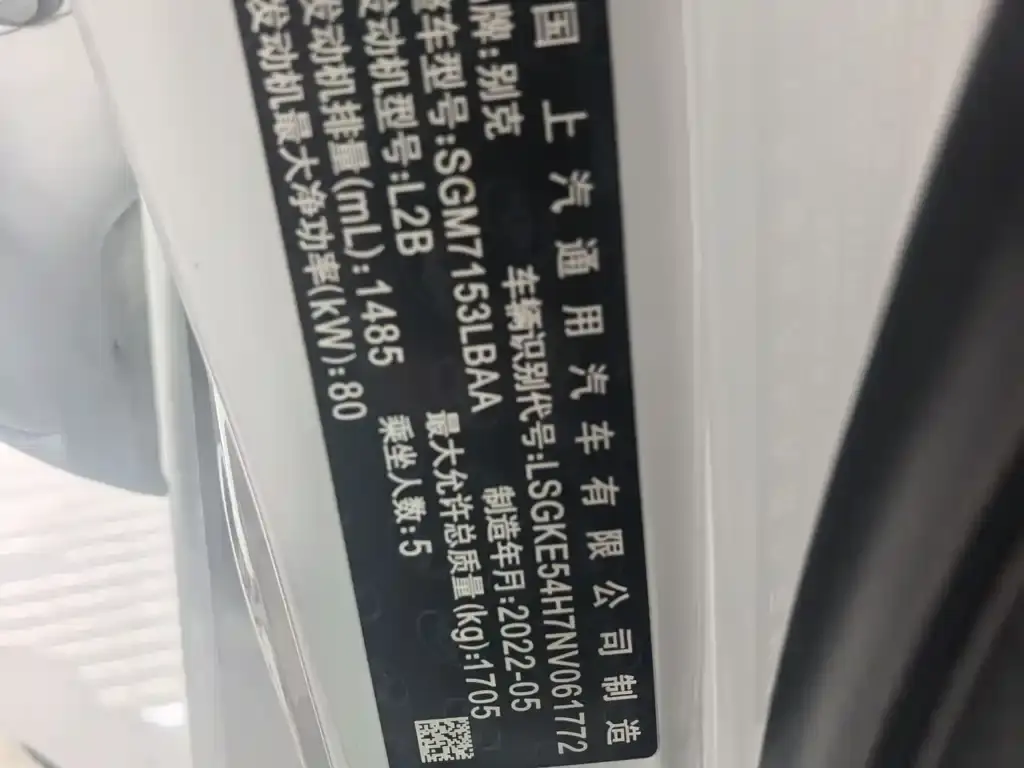 国 上 汽 通 用 汽 车 有 限 公 司 制 造
牌:别克 车辆识别代号:LSGKE54H7NV061772
整车型号:SGM7153LBAA 制造年月:2022-05
发动机型号:L2B 最大允许总质量(kg):1705
发动机排量(mL):1485 乘坐人数:5
发动机最大净功率(kW):80